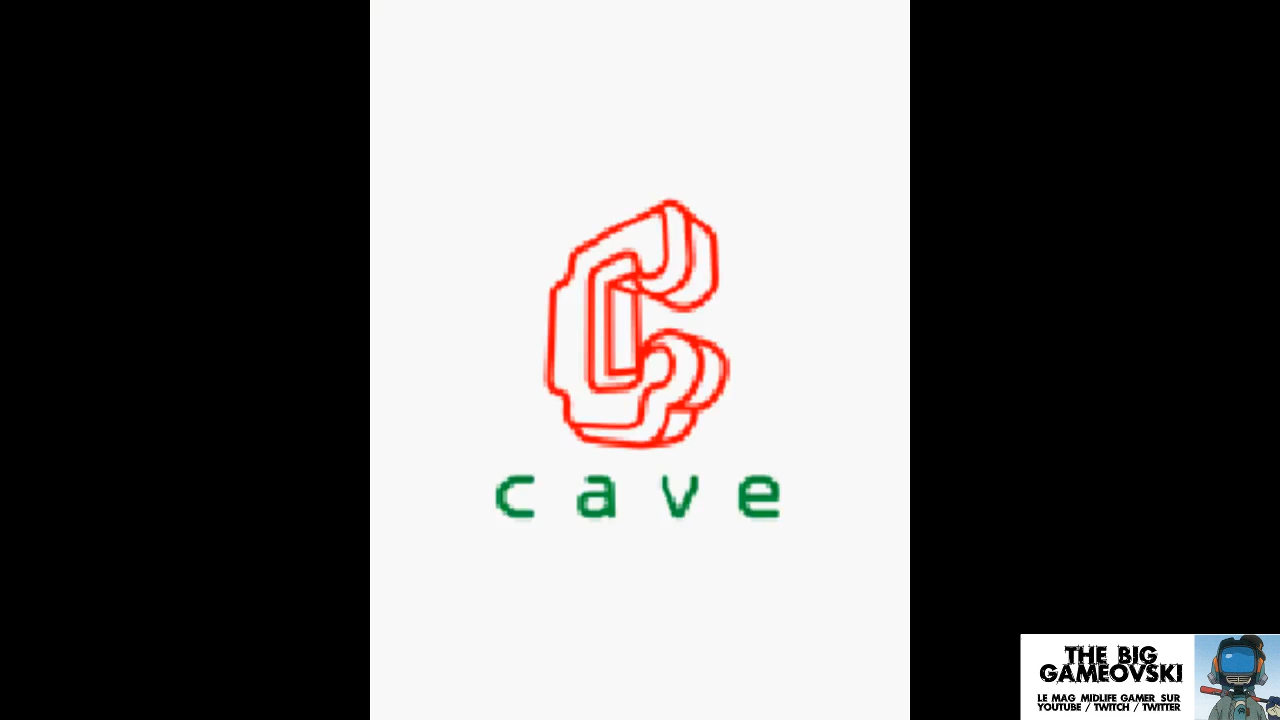 C
cave
THE BIG
GAMEOVSKI
LE MAG MIDLIFE GAMER SUR
YOUTUBE / TWITCH / TWITTER